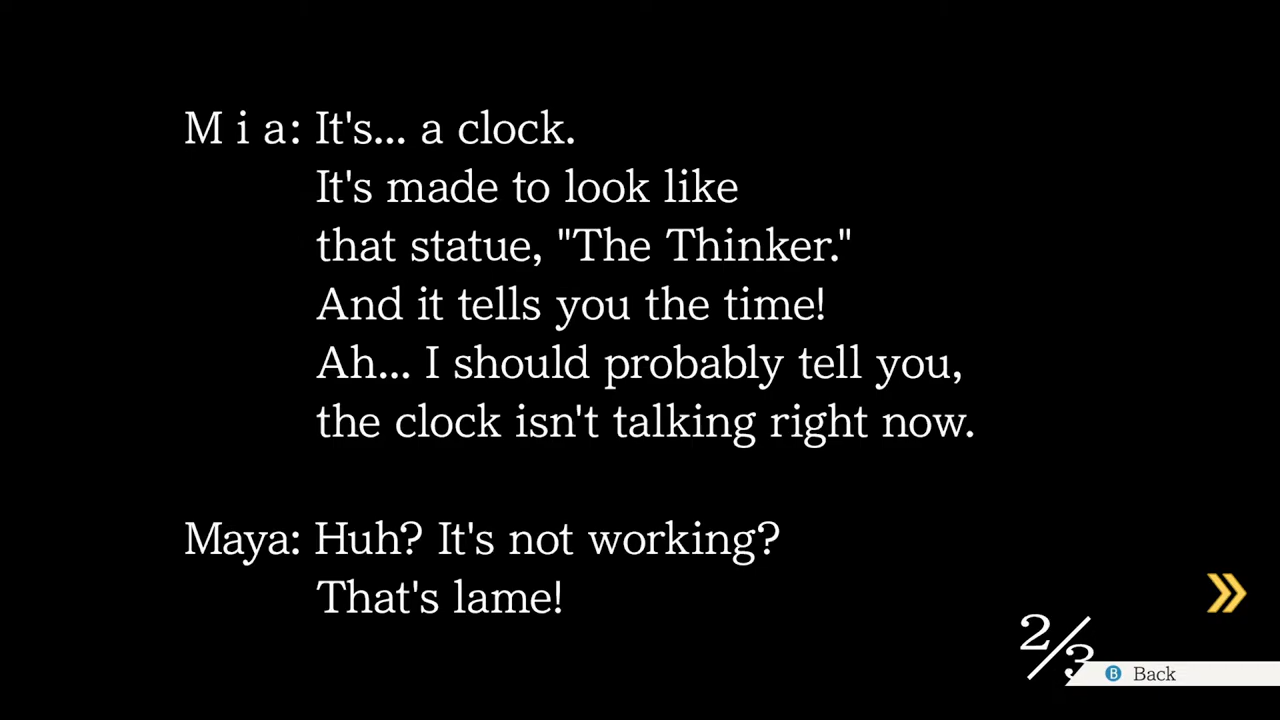 M i a: It's... a clock.
It's made to look like
that statue, "The Thinker."
And it tells you the time!
Ah... I should probably tell you,
the clock isn't talking right now.
Maya: Huh? It's not working?
That's lame!
2/3
B Back